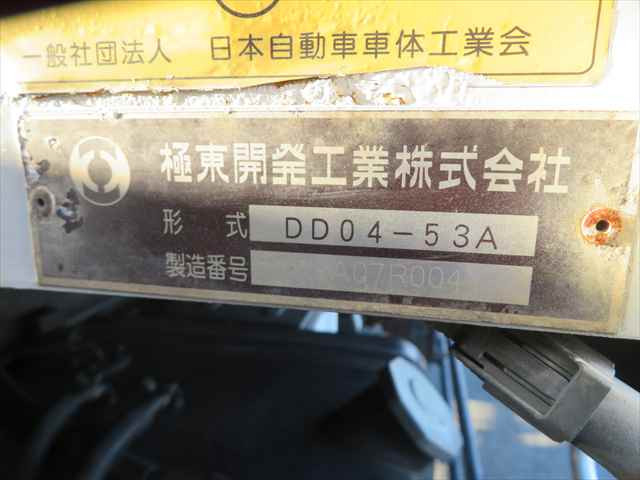 一般社団法人 日本自動車車体工業会
極東開発工業株式会社
形式 DD04-53A
製造番号